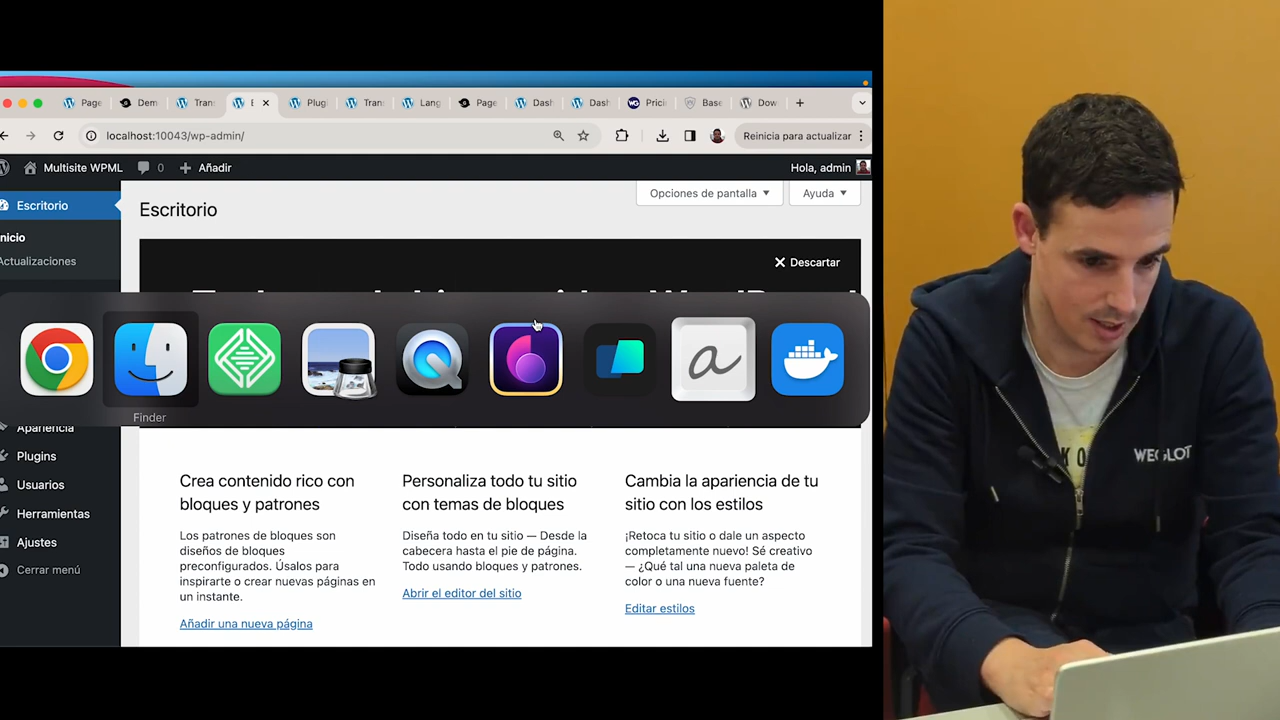 Page
Dem
Tran
E
Plugi
Tran
Lang
Page
Dash
Dash
Prici
Base
Dow
localhost:10043/wp-admin/
Reinicia para actualizar
Multisite WPML
0
Añadir
Hola, admin
Escritorio
Opciones de pantalla
Ayuda
Inicio
Actualizaciones
Escritorio
Descartar
Finder
Apariencia
Plugins
Usuarios
Herramientas
Ajustes
Cerrar menú
Crea contenido rico con
bloques y patrones
Los patrones de bloques son
diseños de bloques
preconfigurados. Úsalos para
inspirarte o crear nuevas páginas en
un instante.
Añadir una nueva página
Personaliza todo tu sitio
con temas de bloques
Diseña todo en tu sitio — Desde la
cabecera hasta el pie de página.
Todo usando bloques y patrones.
Abrir el editor del sitio
Cambia la apariencia de tu
sitio con los estilos
¡Retoca tu sitio o dale un aspecto
completamente nuevo! Sé creativo
— ¿Qué tal una nueva paleta de
color o una nueva fuente?
Editar estilos
WEGLOT